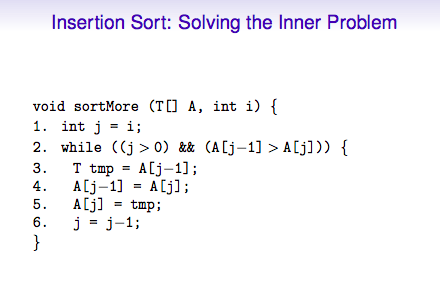 Insertion Sort: Solving the Inner Problem
void sortMore (T[] A, int i) {
1. int j = i;
2. while ((j > 0) && (A[j-1] > A[j])) {
3. T tmp = A[j-1];
4. A[j-1] = A[j];
5. A[j] = tmp;
6. j = j-1;
}